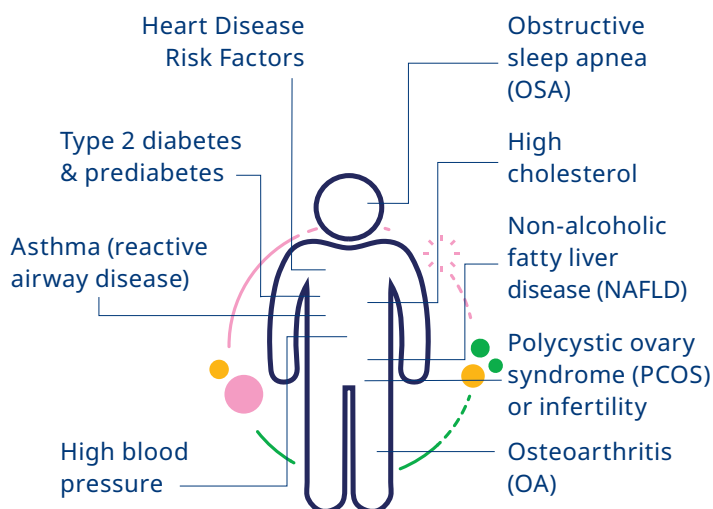 Heart Disease
Risk Factors
Type 2 diabetes
& prediabetes
Asthma (reactive
airway disease)
High blood
pressure
Obstructive
sleep apnea
(OSA)
High
cholesterol
Non-alcoholic
fatty liver
disease (NAFLD)
Polycystic ovary
syndrome (PCOS)
or infertility
Osteoarthritis
(OA)